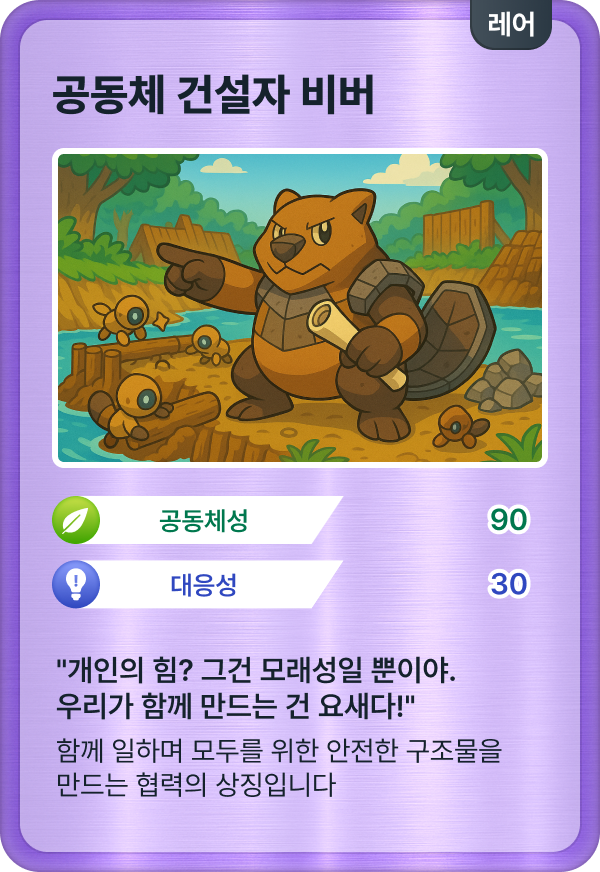 레어
공동체 건설자 비버
공동체성 90
대응성 30
"개인의 힘? 그건 모래성일 뿐이야.
우리가 함께 만드는 건 요새다!"
함께 일하며 모두를 위한 안전한 구조물을
만드는 협력의 상징입니다